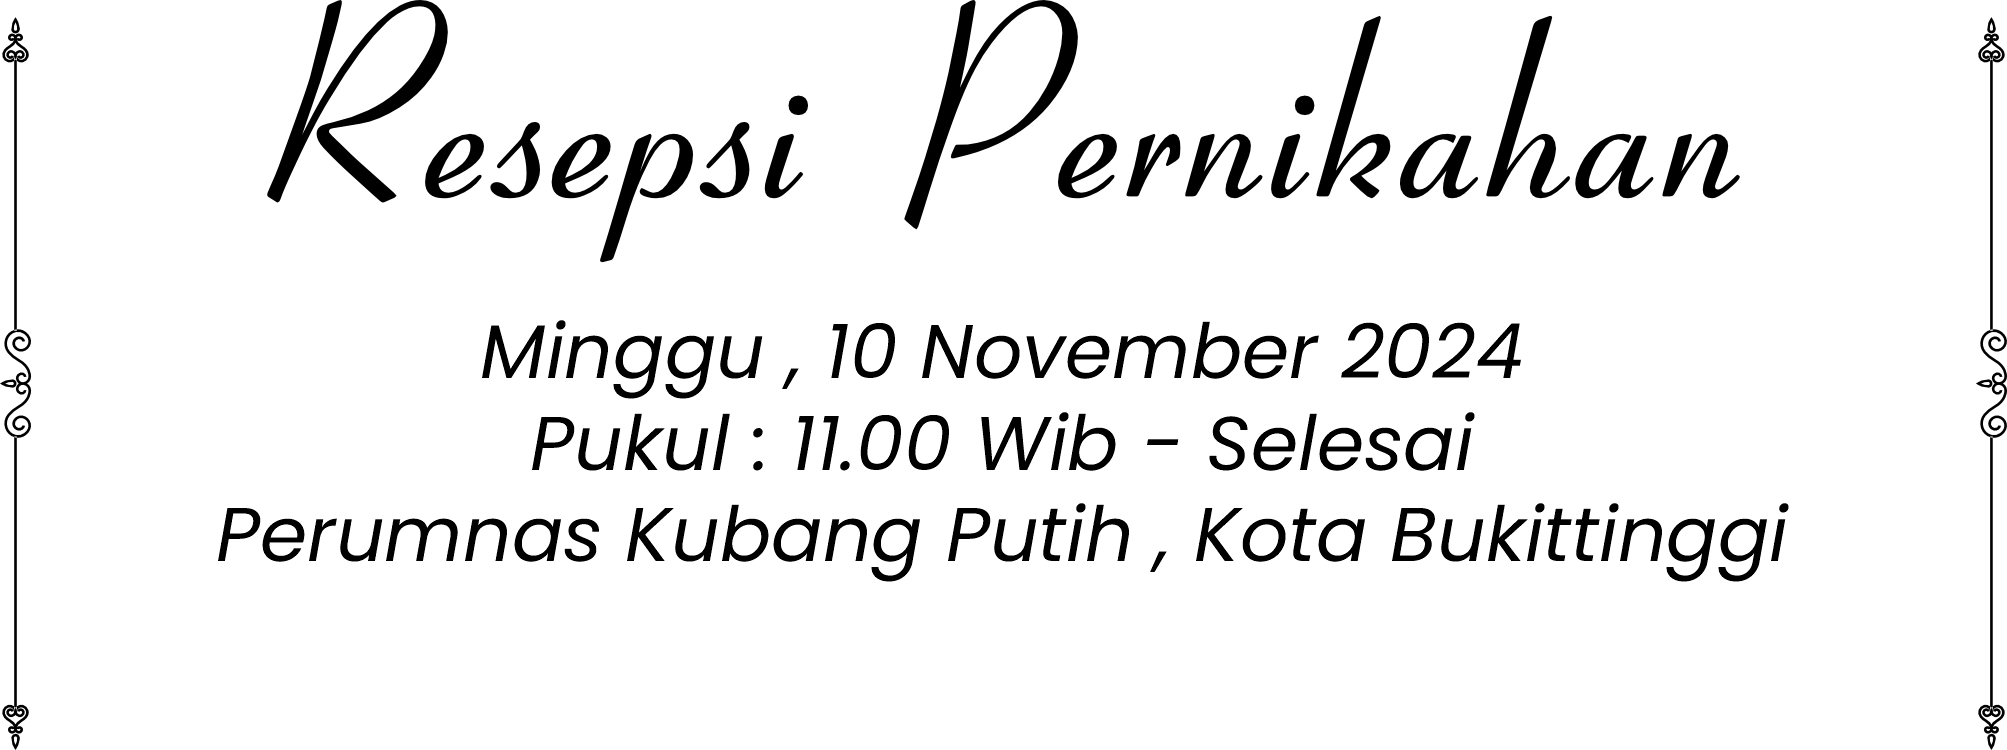 Resepsi Pernikahan
Minggu , 10 November 2024
Pukul : 11.00 Wib - Selesai
Perumnas Kubang Putih , Kota Bukittinggi